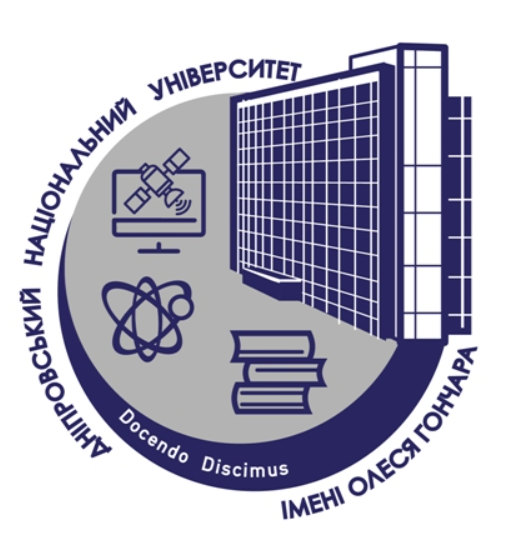 ДНІПРОВСЬКИЙ НАЦІОНАЛЬНИЙ УНІВЕРСИТЕТ
ІМЕНІ ОЛЕСЯ ГОНЧАРА
Docendo Discimus